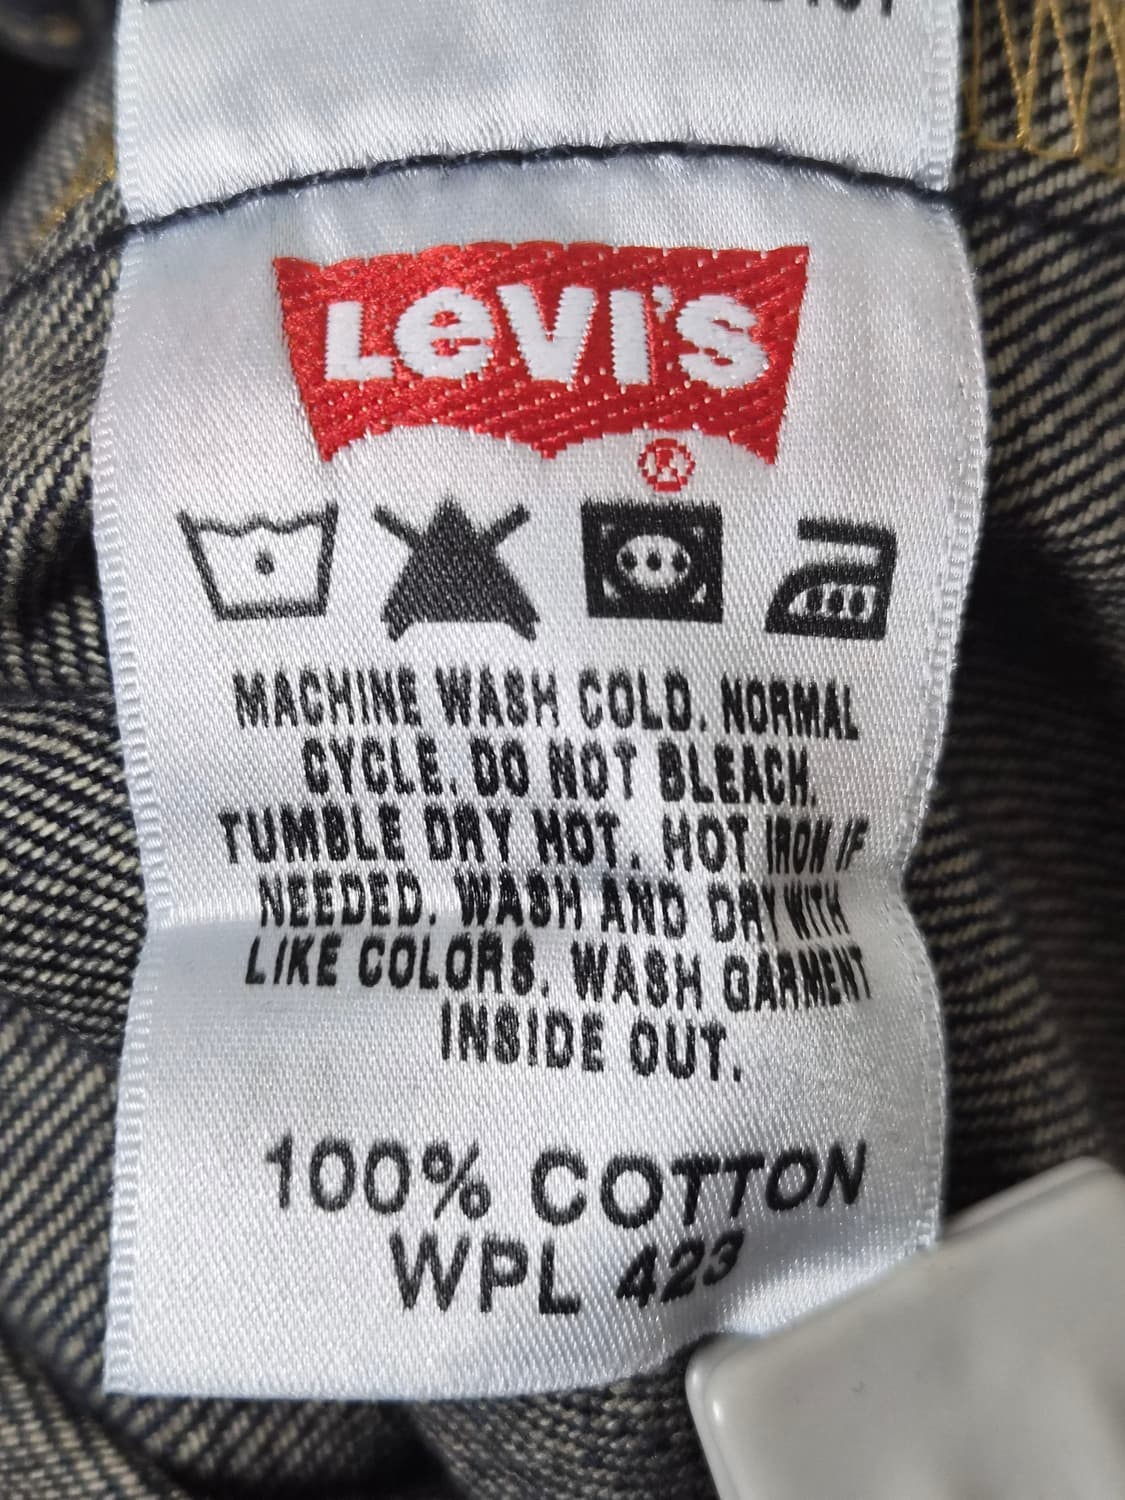 LEVI'S
®
MACHINE WASH COLD. NORMAL
CYCLE. DO NOT BLEACH.
TUMBLE DRY HOT. HOT IRON IF
NEEDED. WASH AND DRY WITH
LIKE COLORS. WASH GARMENT
INSIDE OUT.
100% COTTON
WPL 423